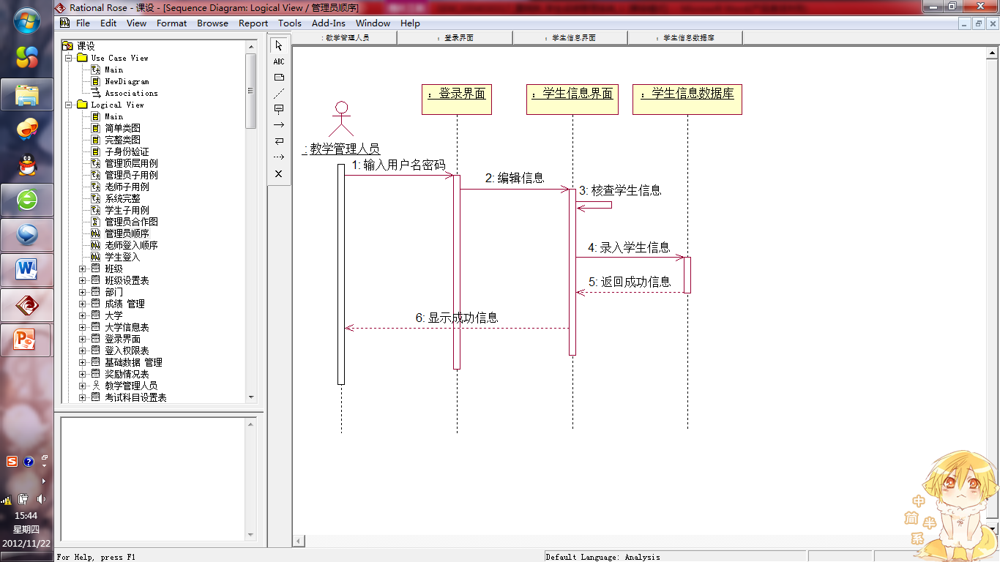 Rational Rose - 课设 - [Sequence Diagram: Logical View / 管理员顺序]
File Edit View Format Browse Report Tools Add-Ins Window Help
: 教学管理人员 : 登录界面 : 学生信息界面 : 学生信息数据库
课设
Use Case View
Main
NewDiagram
Associations
Logical View
Main
简单类图
完整类图
子身份验证
管理顶层用例
管理员子用例
老师子用例
系统完整
学生子用例
管理员合作图
管理员顺序
老师登入顺序
学生登入
班级
班级设置表
部门
成绩 管理
大学
大学信息表
登录界面
登入权限表
基础数据 管理
奖励情况表
教学管理人员
考试科目设置表
ABC
: 教学管理人员
: 登录界面
: 学生信息界面
: 学生信息数据库
1: 输入用户名密码
2: 编辑信息
3: 核查学生信息
4: 录入学生信息
5: 返回成功信息
6: 显示成功信息
15:44
星期四
2012/11/22
For Help, press F1
Default Language: Analysis
中
简 半
系